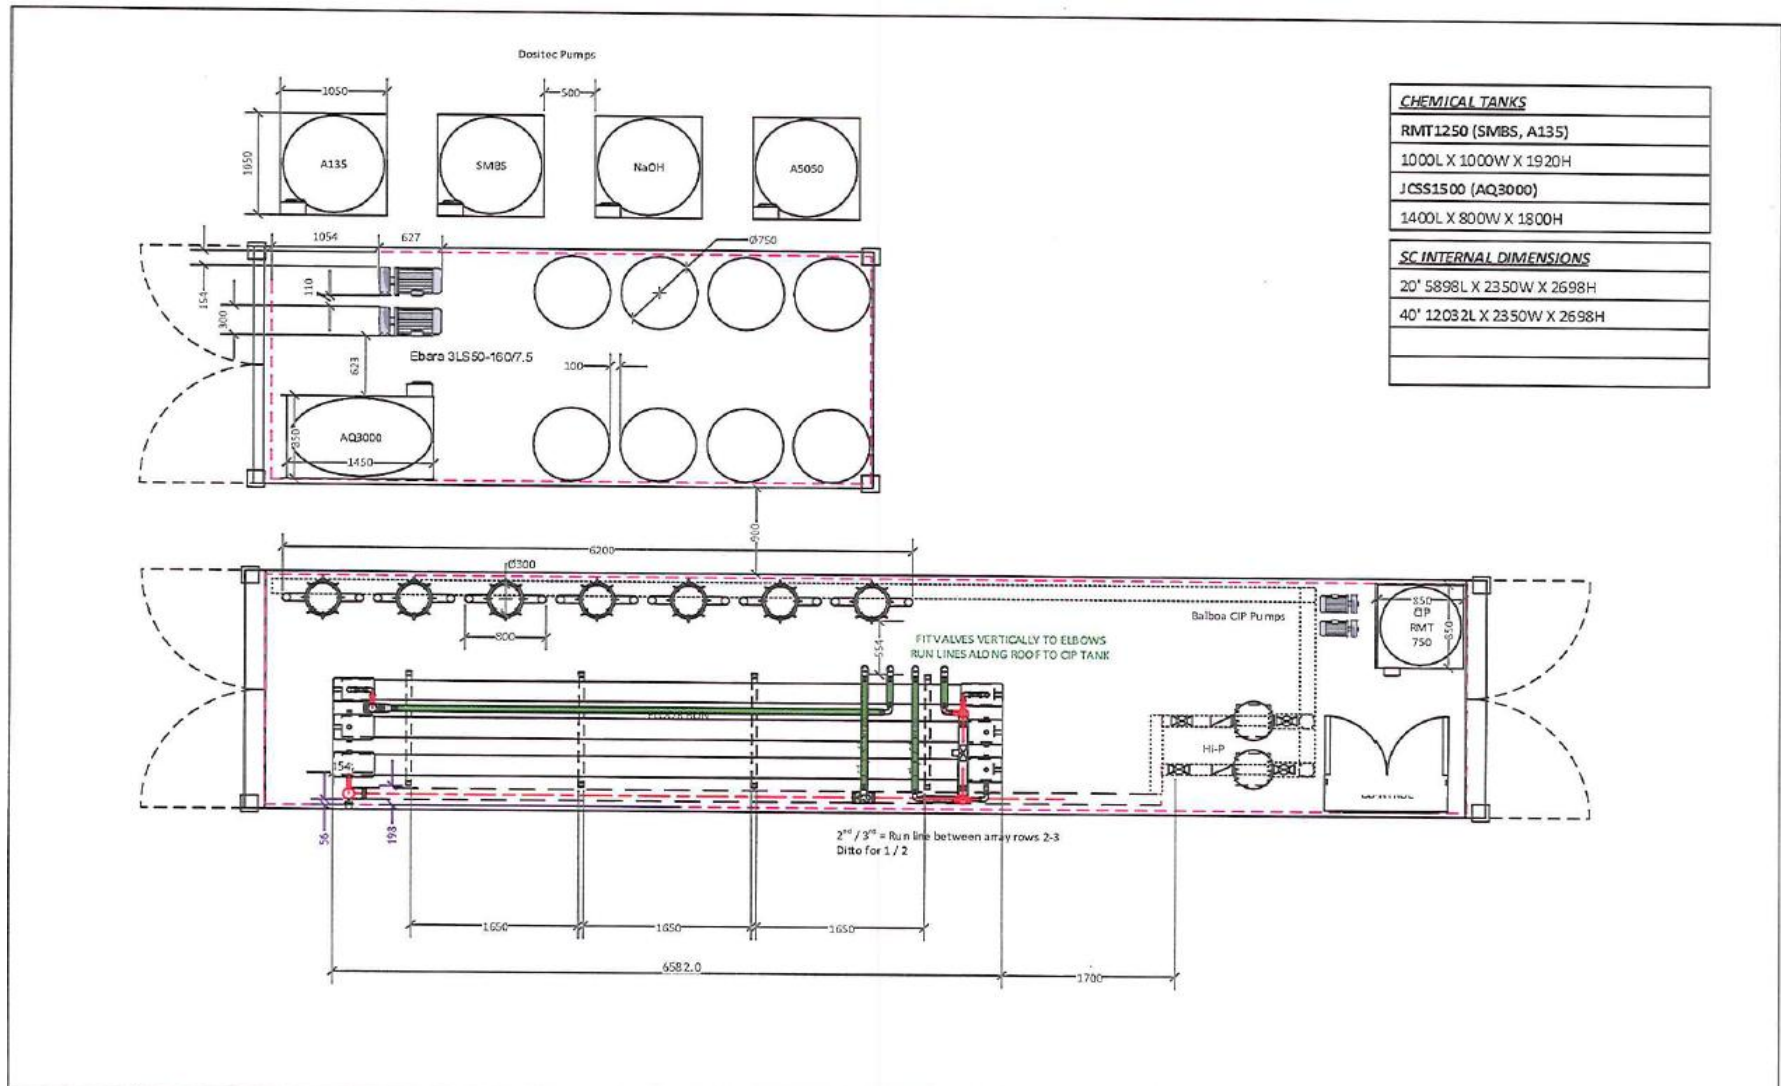 Dositec Pumps
1050
500
1050
A135
SMBS
NaOH
A5050
CHEMICAL TANKS
RMT1250 (SMBS, A135)
1000L X 1000W X 1920H
JCSS1500 (AQ3000)
1400L X 800W X 1800H
SC INTERNAL DIMENSIONS
20' 5898L X 2350W X 2698H
40' 12032L X 2350W X 2698H
1054
627
Ø750
154
110
300
Ebara 3LS50-160/7.5
623
100
AQ3000
850
1450
900
6200
Ø300
800
554
FIT VALVES VERTICALLY TO ELBOWS
RUN LINES ALONG ROOF TO CIP TANK
Balboa CIP Pumps
850
CIP
RMT
750
850
Hi-P
54
56
198
2nd / 3rd = Run line between array rows 2-3
Ditto for 1 / 2
1650
1650
1650
6582.0
1700